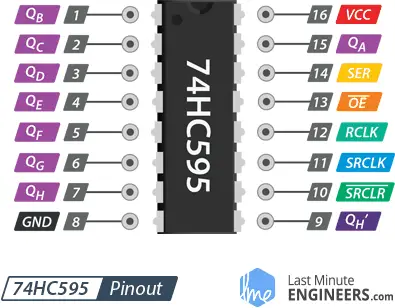 QB 1 16 VCC
QC 2 15 QA
QD 3 14 SER
QE 4 13 OE
QF 5 12 RCLK
QG 6 11 SRCLK
QH 7 10 SRCLR
GND 8 9 QH'
74HC595
74HC595 Pinout
lme Last Minute
ENGINEERS.com